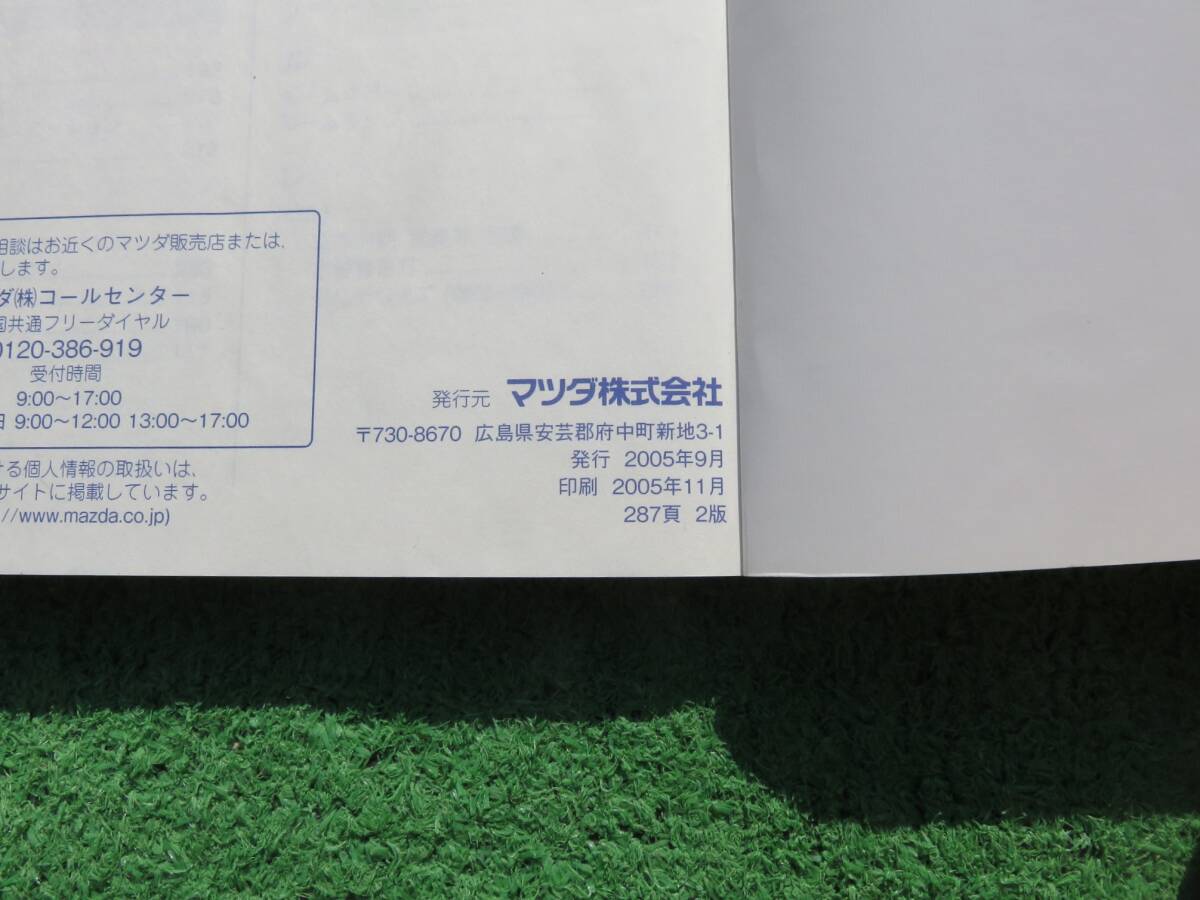 相談はお近くのマツダ販売店または、
します。
ダ㈱コールセンター
国共通フリーダイヤル
0120-386-919
受付時間
9:00〜17:00
日 9:00〜12:00 13:00〜17:00
ける個人情報の取扱いは、
サイトに掲載しています。
//www.mazda.co.jp)
発行元 マツダ株式会社
〒730-8670 広島県安芸郡府中町新地3-1
発行 2005年9月
印刷 2005年11月
287頁 2版